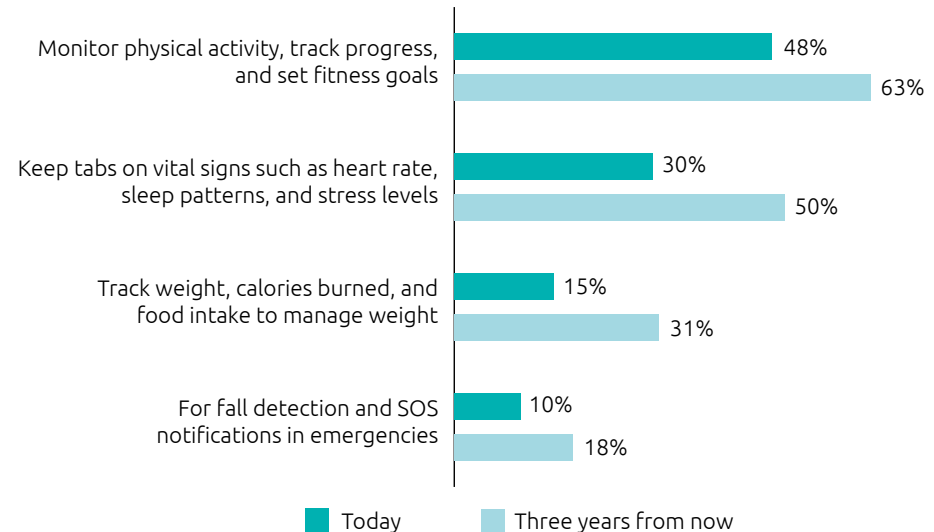 Monitor physical activity, track progress,
and set fitness goals
48%
63%
Keep tabs on vital signs such as heart rate,
sleep patterns, and stress levels
30%
50%
Track weight, calories burned, and
food intake to manage weight
15%
31%
For fall detection and SOS
notifications in emergencies
10%
18%
Today
Three years from now